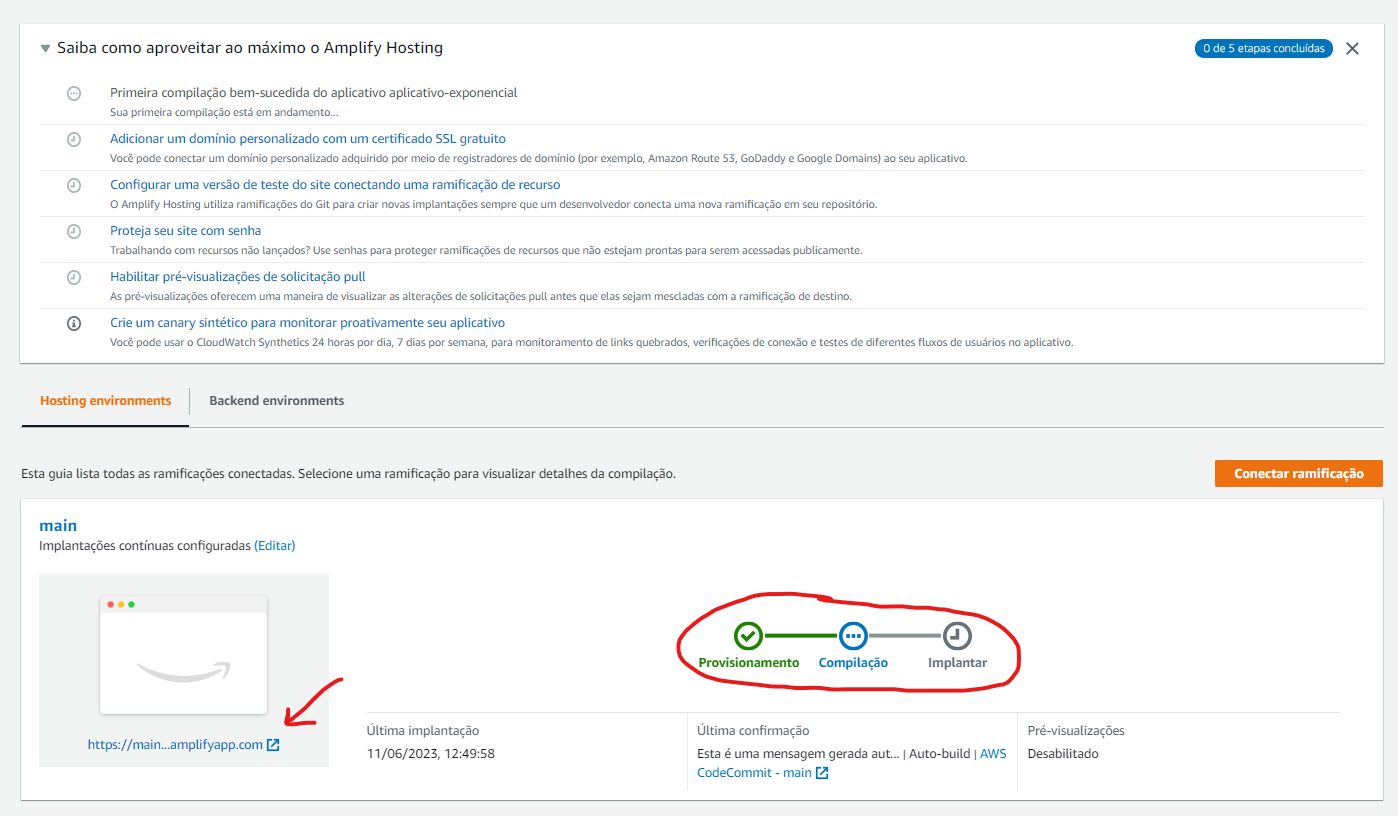 Saiba como aproveitar ao máximo o Amplify Hosting
0 de 5 etapas concluídas
Primeira compilação bem-sucedida do aplicativo aplicativo-exponencial
Sua primeira compilação está em andamento...
Adicionar um domínio personalizado com um certificado SSL gratuito
Você pode conectar um domínio personalizado adquirido por meio de registradores de domínio (por exemplo, Amazon Route 53, GoDaddy e Google Domains) ao seu aplicativo.
Configurar uma versão de teste do site conectando uma ramificação de recurso
O Amplify Hosting utiliza ramificações do Git para criar novas implantações sempre que um desenvolvedor conecta uma nova ramificação em seu repositório.
Proteja seu site com senha
Trabalhando com recursos não lançados? Use senhas para proteger ramificações de recursos que não estejam prontas para serem acessadas publicamente.
Habilitar pré-visualizações de solicitação pull
As pré-visualizações oferecem uma maneira de visualizar as alterações de solicitações pull antes que elas sejam mescladas com a ramificação de destino.
Crie um canary sintético para monitorar proativamente seu aplicativo
Você pode usar o CloudWatch Synthetics 24 horas por dia, 7 dias por semana, para monitoramento de links quebrados, verificações de conexão e testes de diferentes fluxos de usuários no aplicativo.
Hosting environments
Backend environments
Esta guia lista todas as ramificações conectadas. Selecione uma ramificação para visualizar detalhes da compilação.
Conectar ramificação
main
Implantações contínuas configuradas (Editar)
Provisionamento
Compilação
Implantar
https://main...amplifyapp.com
Última implantação
11/06/2023, 12:49:58
Última confirmação
Esta é uma mensagem gerada aut... | Auto-build | AWS
CodeCommit - main
Pré-visualizações
Desabilitado